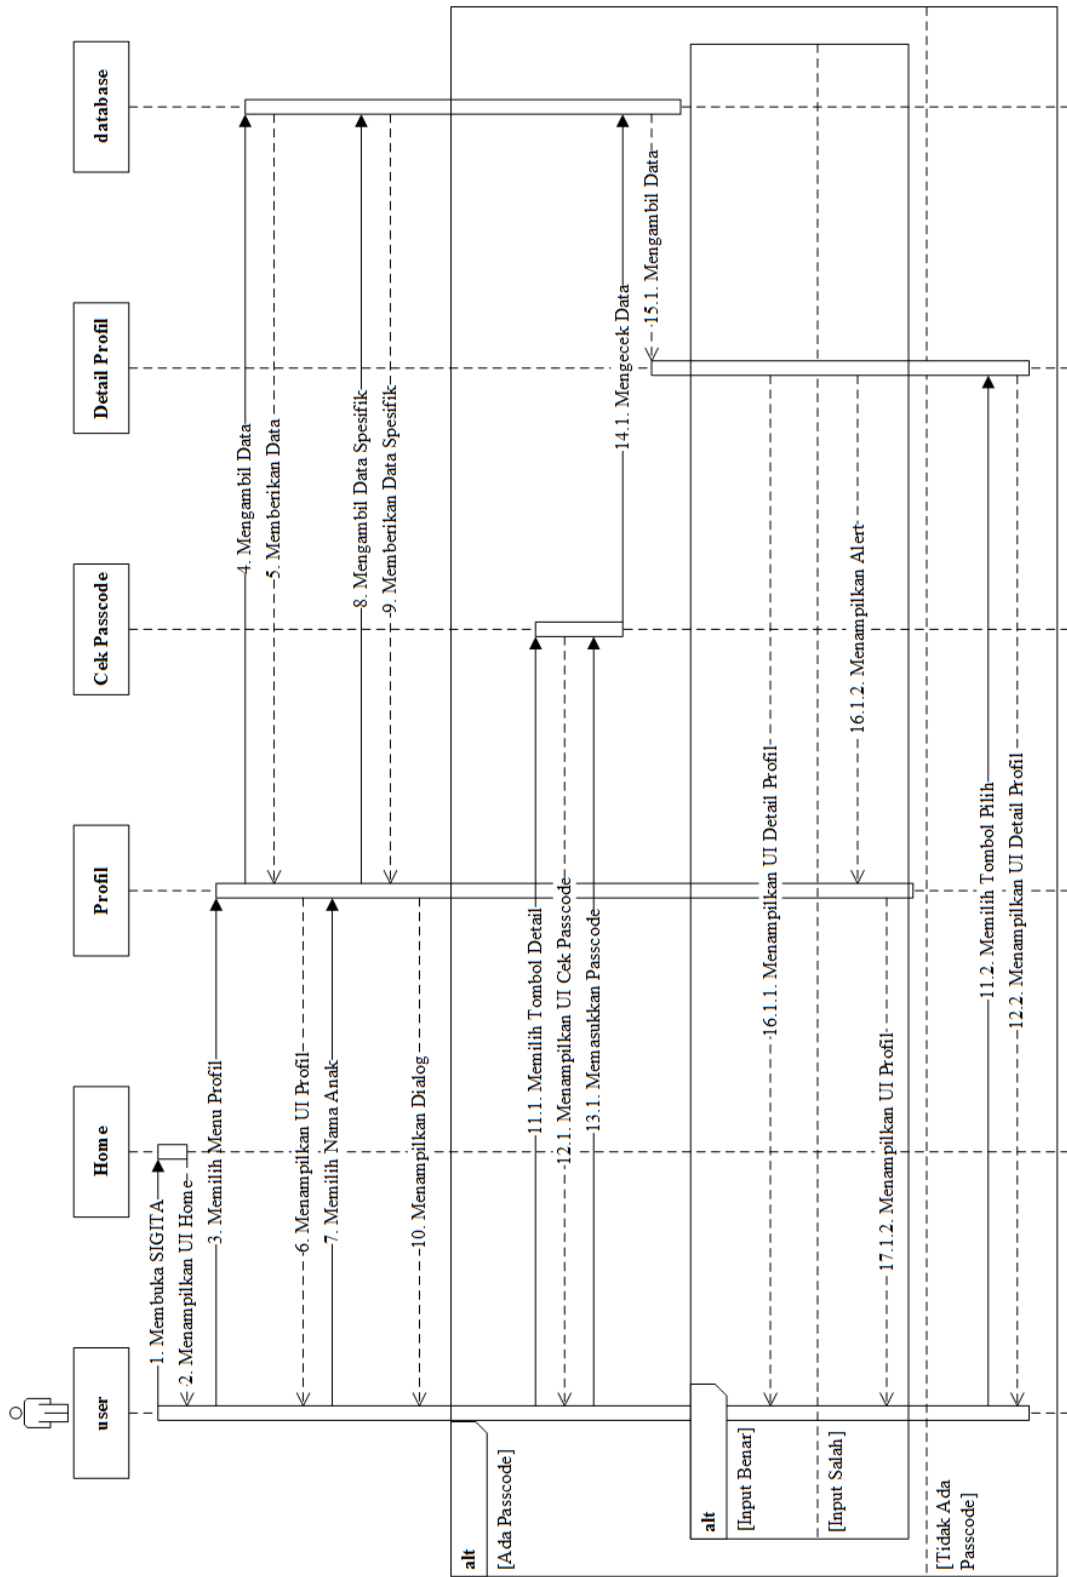 user
Home
Profil
Cek Passcode
Detail Profil
database
1. Membuka SIGITA
2. Menampilkan UI Home
3. Memilih Menu Profil
4. Mengambil Data
5. Memberikan Data
6. Menampilkan UI Profil
7. Memilih Nama Anak
8. Mengambil Data Spesifik
9. Memberikan Data Spesifik
10. Menampilkan Dialog
alt
[Ada Passcode]
11.1. Memilih Tombol Detail
12.1. Menampilkan UI Cek Passcode
13.1. Memasukkan Passcode
14.1. Mengecek Data
15.1. Mengambil Data
alt
[Input Benar]
16.1.1. Menampilkan UI Detail Profil
[Input Salah]
16.1.2. Menampilkan Alert
17.1.2. Menampilkan UI Profil
[Tidak Ada
Passcode]
11.2. Memilih Tombol Pilih
12.2. Menampilkan UI Detail Profil